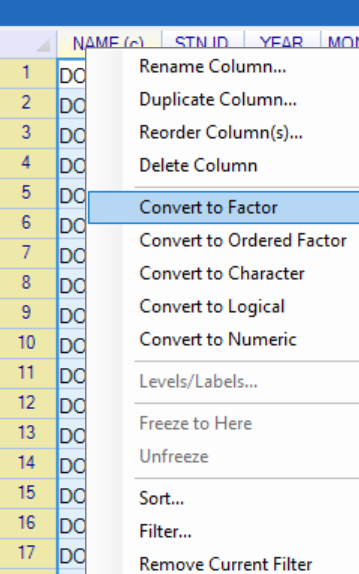 NAME (c) STN ID YEAR MON
1 DO
2 DO
3 DO
4 DO
5 DO
6 DO
7 DO
8 DO
9 DO
10 DO
11 DO
12 DO
13 DO
14 DO
15 DO
16 DO
17 DO
Rename Column...
Duplicate Column...
Reorder Column(s)...
Delete Column
Convert to Factor
Convert to Ordered Factor
Convert to Character
Convert to Logical
Convert to Numeric
Levels/Labels...
Freeze to Here
Unfreeze
Sort...
Filter...
Remove Current Filter